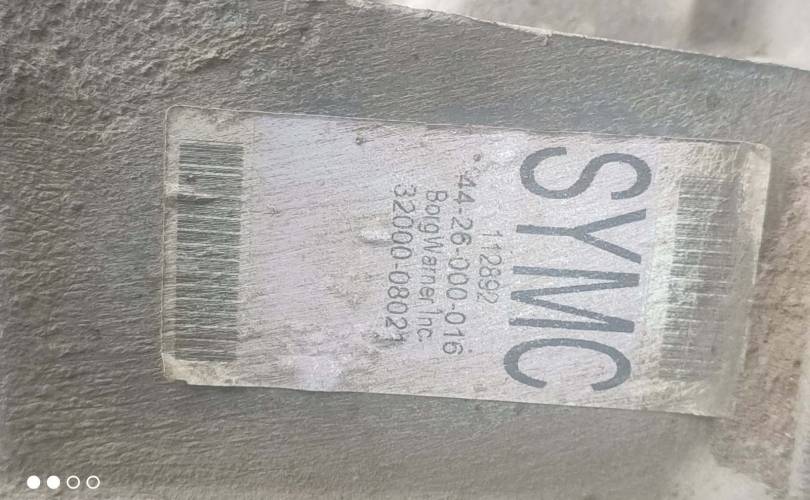 SYMC
112892
44-26-000-016
BorgWarner Inc.
32000-08021